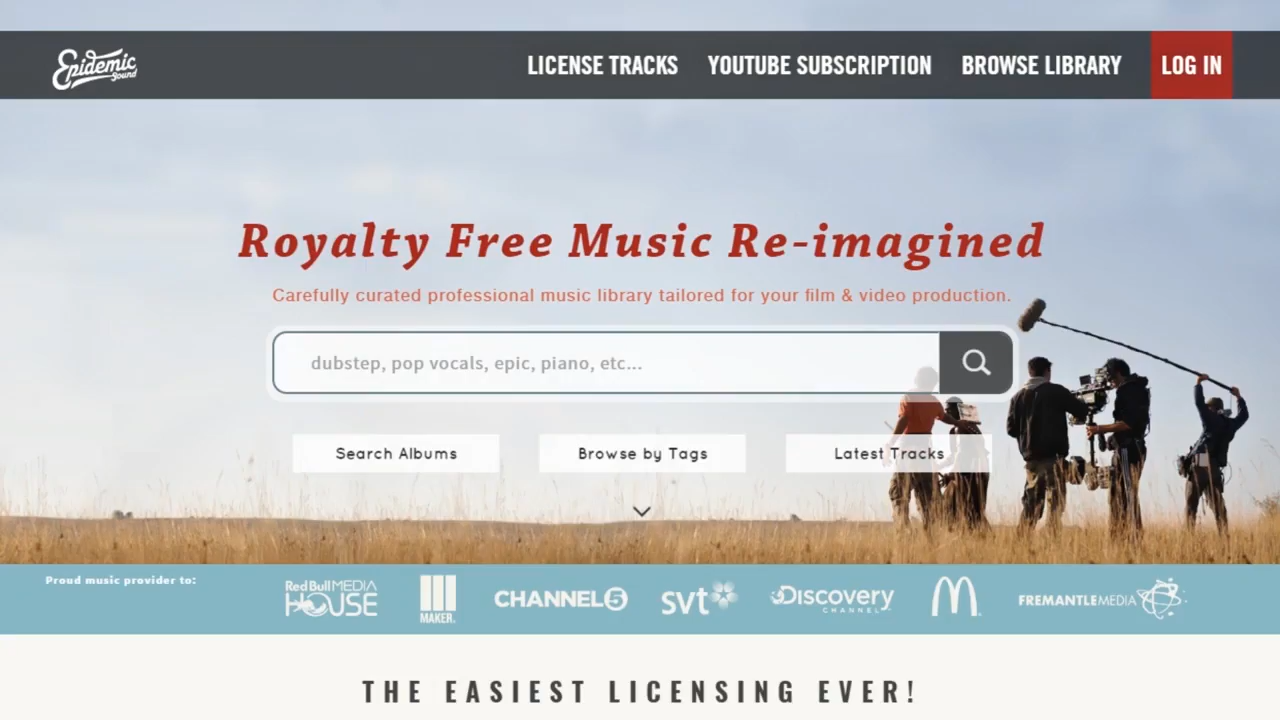 Epidemic Sound
LICENSE TRACKS YOUTUBE SUBSCRIPTION BROWSE LIBRARY LOG IN
Royalty Free Music Re-imagined
Carefully curated professional music library tailored for your film & video production.
dubstep, pop vocals, epic, piano, etc...
Search Albums Browse by Tags Latest Tracks
Proud music provider to:
Red Bull MEDIA HOUSE
MAKER
CHANNEL5
svt
Discovery CHANNEL
FREMANTLEMEDIA
THE EASIEST LICENSING EVER!